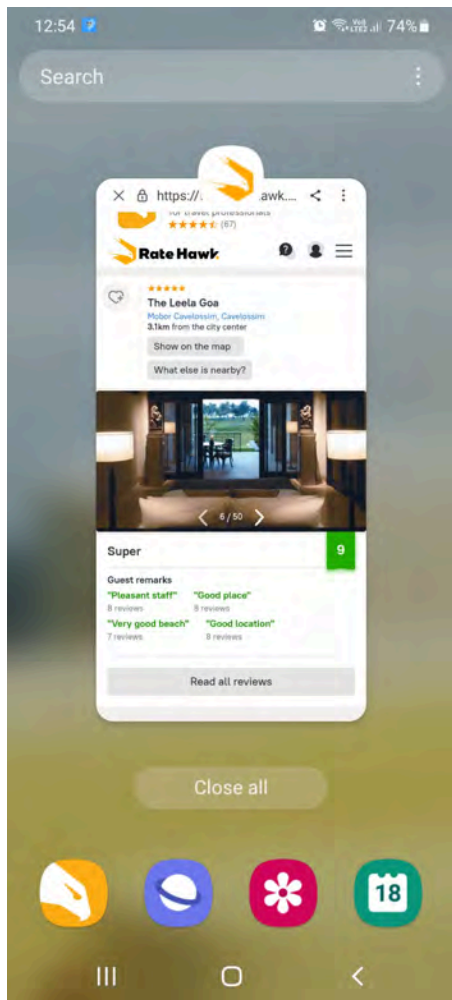 12:54
74%
Search
https://
awk....
for travel professionals
(67)
Rate Hawk
The Leela Goa
Mobor Cavelossim, Cavelossim
3.1km from the city center
Show on the map
What else is nearby?
6 / 50
Super
9
Guest remarks
"Pleasant staff" "Good place"
8 reviews 8 reviews
"Very good beach" "Good location"
7 reviews 8 reviews
Read all reviews
Close all
18